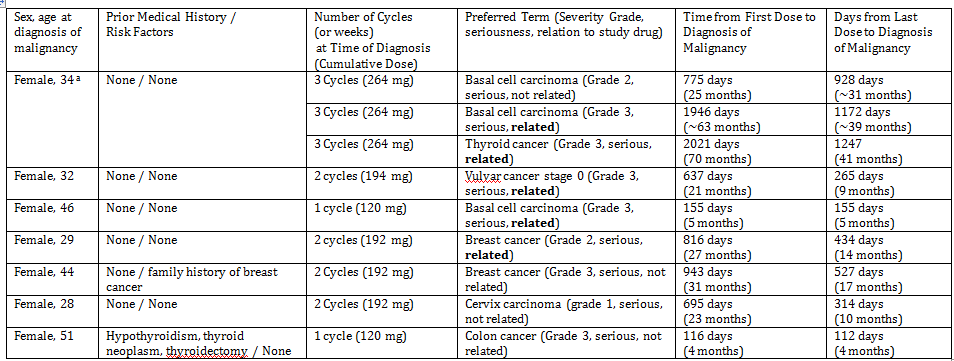 Sex, age at
diagnosis of
malignancy
Prior Medical History /
Risk Factors
Number of Cycles
(or weeks)
at Time of Diagnosis
(Cumulative Dose)
Preferred Term (Severity Grade,
seriousness, relation to study drug)
Time from First Dose to
Diagnosis of
Malignancy
Days from Last
Dose to Diagnosis
of Malignancy
Female, 34 a
None / None
3 Cycles (264 mg)
Basal cell carcinoma (Grade 2,
serious, not related)
775 days
(25 months)
928 days
(~31 months)
3 Cycles (264 mg)
Basal cell carcinoma (Grade 3,
serious, related)
1946 days
(~63 months)
1172 days
(~39 months)
3 Cycles (264 mg)
Thyroid cancer (Grade 3, serious,
related)
2021 days
(70 months)
1247
(41 months)
Female, 32
None / None
2 cycles (194 mg)
Vulvar cancer stage 0 (Grade 3,
serious, related)
637 days
(21 months)
265 days
(9 months)
Female, 46
None / None
1 cycle (120 mg)
Basal cell carcinoma (Grade 3,
serious, related)
155 days
(5 months)
155 days
(5 months)
Female, 29
None / None
2 cycles (192 mg)
Breast cancer (Grade 2, serious,
related)
816 days
(27 months)
434 days
(14 months)
Female, 44
None / family history of breast
cancer
2 Cycles (192 mg)
Breast cancer (Grade 3, serious, not
related)
943 days
(31 months)
527 days
(17 months)
Female, 28
None / None
2 Cycles (192 mg)
Cervix carcinoma (grade 1, serious,
not related)
695 days
(23 months)
314 days
(10 months)
Female, 51
Hypothyroidism, thyroid
neoplasm, thyroidectomy / None
1 cycle (120 mg)
Colon cancer (Grade 3, serious, not
related)
116 days
(4 months)
112 days
(4 months)